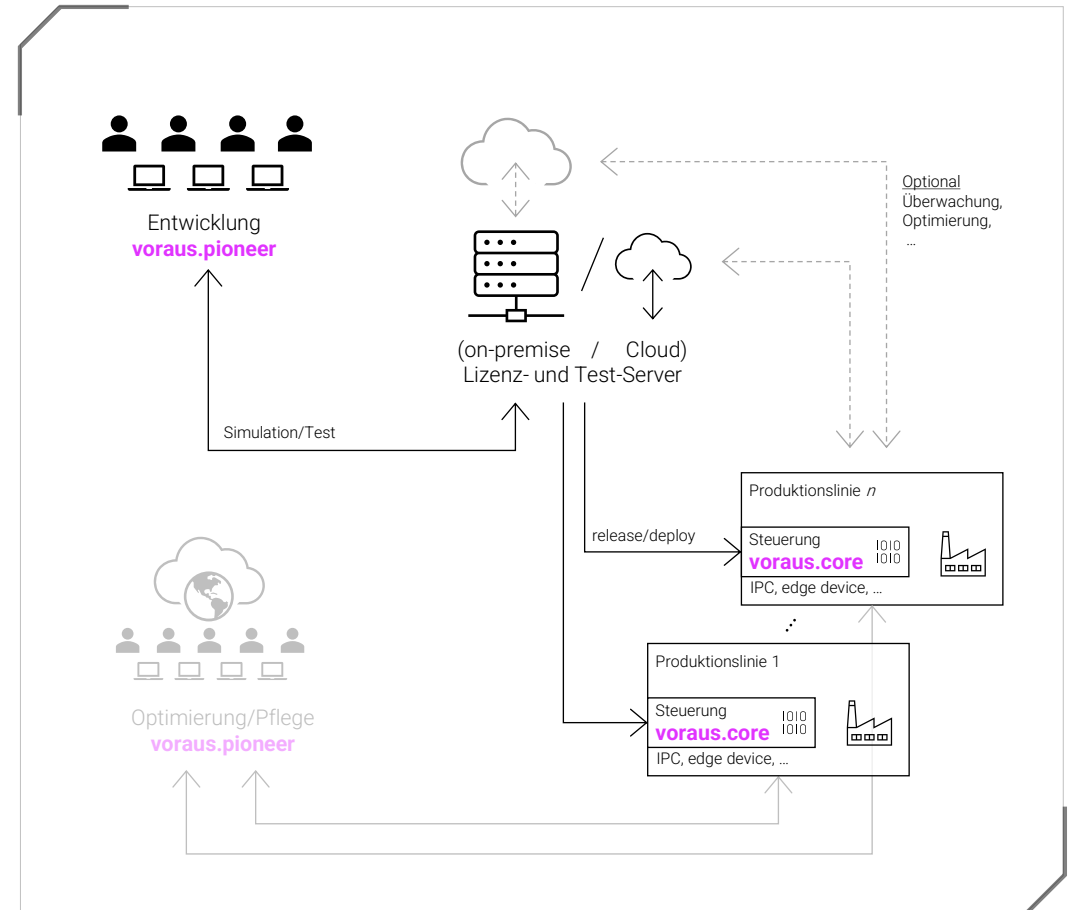 Entwicklung
voraus.pioneer
Optional
Überwachung,
Optimierung,
...
(on-premise / Cloud)
Lizenz- und Test-Server
Simulation/Test
release/deploy
Produktionslinie n
Steuerung
voraus.core
1010
1010
IPC, edge device, ...
Produktionslinie 1
Steuerung
voraus.core
1010
1010
IPC, edge device, ...
Optimierung/Pflege
voraus.pioneer